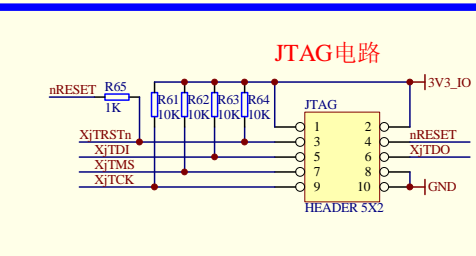 JTAG电路
nRESET R65 1K
R61 10K R62 10K R63 10K R64 10K
3V3_IO
JTAG
1 2
XjTRSTn 3 4 nRESET
XjTDI 5 6 XjTDO
XjTMS 7 8
XjTCK 9 10 GND
HEADER 5X2